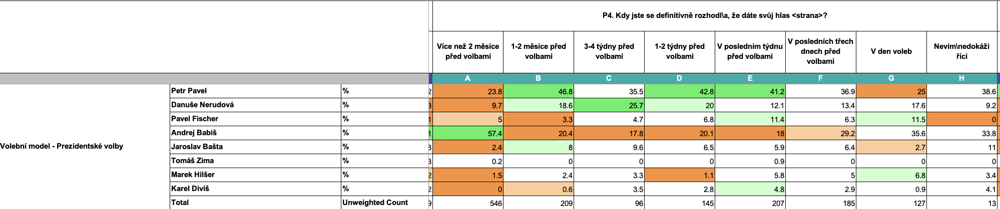 P4. Kdy jste se definitivně rozhodl\a, že dáte svůj hlas <strana>?
Více než 2 měsíce před volbami 1-2 měsíce před volbami 3-4 týdny před volbami 1-2 týdny před volbami V posledním týdnu před volbami V posledních třech dnech před volbami V den voleb Nevím\nedokáži říci
A B C D E F G H
Volební model - Prezidentské volby
Petr Pavel % 2 23.8 46.8 35.5 42.8 41.2 36.9 25 38.6
Danuše Nerudová % 3 9.7 18.6 25.7 20 12.1 13.4 17.6 9.2
Pavel Fischer % 1 5 3.3 4.7 6.8 11.4 6.3 11.5 0
Andrej Babiš % 1 57.4 20.4 17.8 20.1 18 29.2 35.6 33.8
Jaroslav Bašta % 3 2.4 8 9.6 6.5 5.9 6.4 2.7 11
Tomáš Zima % 3 0.2 0 0 0 0.9 0 0 0
Marek Hilšer % 2 1.5 2.4 3.3 1.1 5.8 5 6.8 3.4
Karel Diviš % 2 0 0.6 3.5 2.8 4.8 2.9 0.9 4.1
Total Unweighted Count 9 546 209 96 145 207 185 127 13